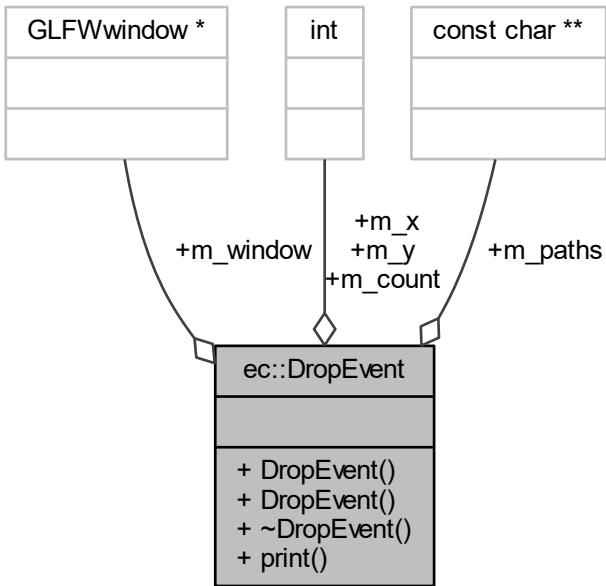 GLFWwindow *
int
const char **
+m_window
+m_x
+m_y
+m_count
+m_paths
ec::DropEvent
+ DropEvent()
+ DropEvent()
+ ~DropEvent()
+ print()